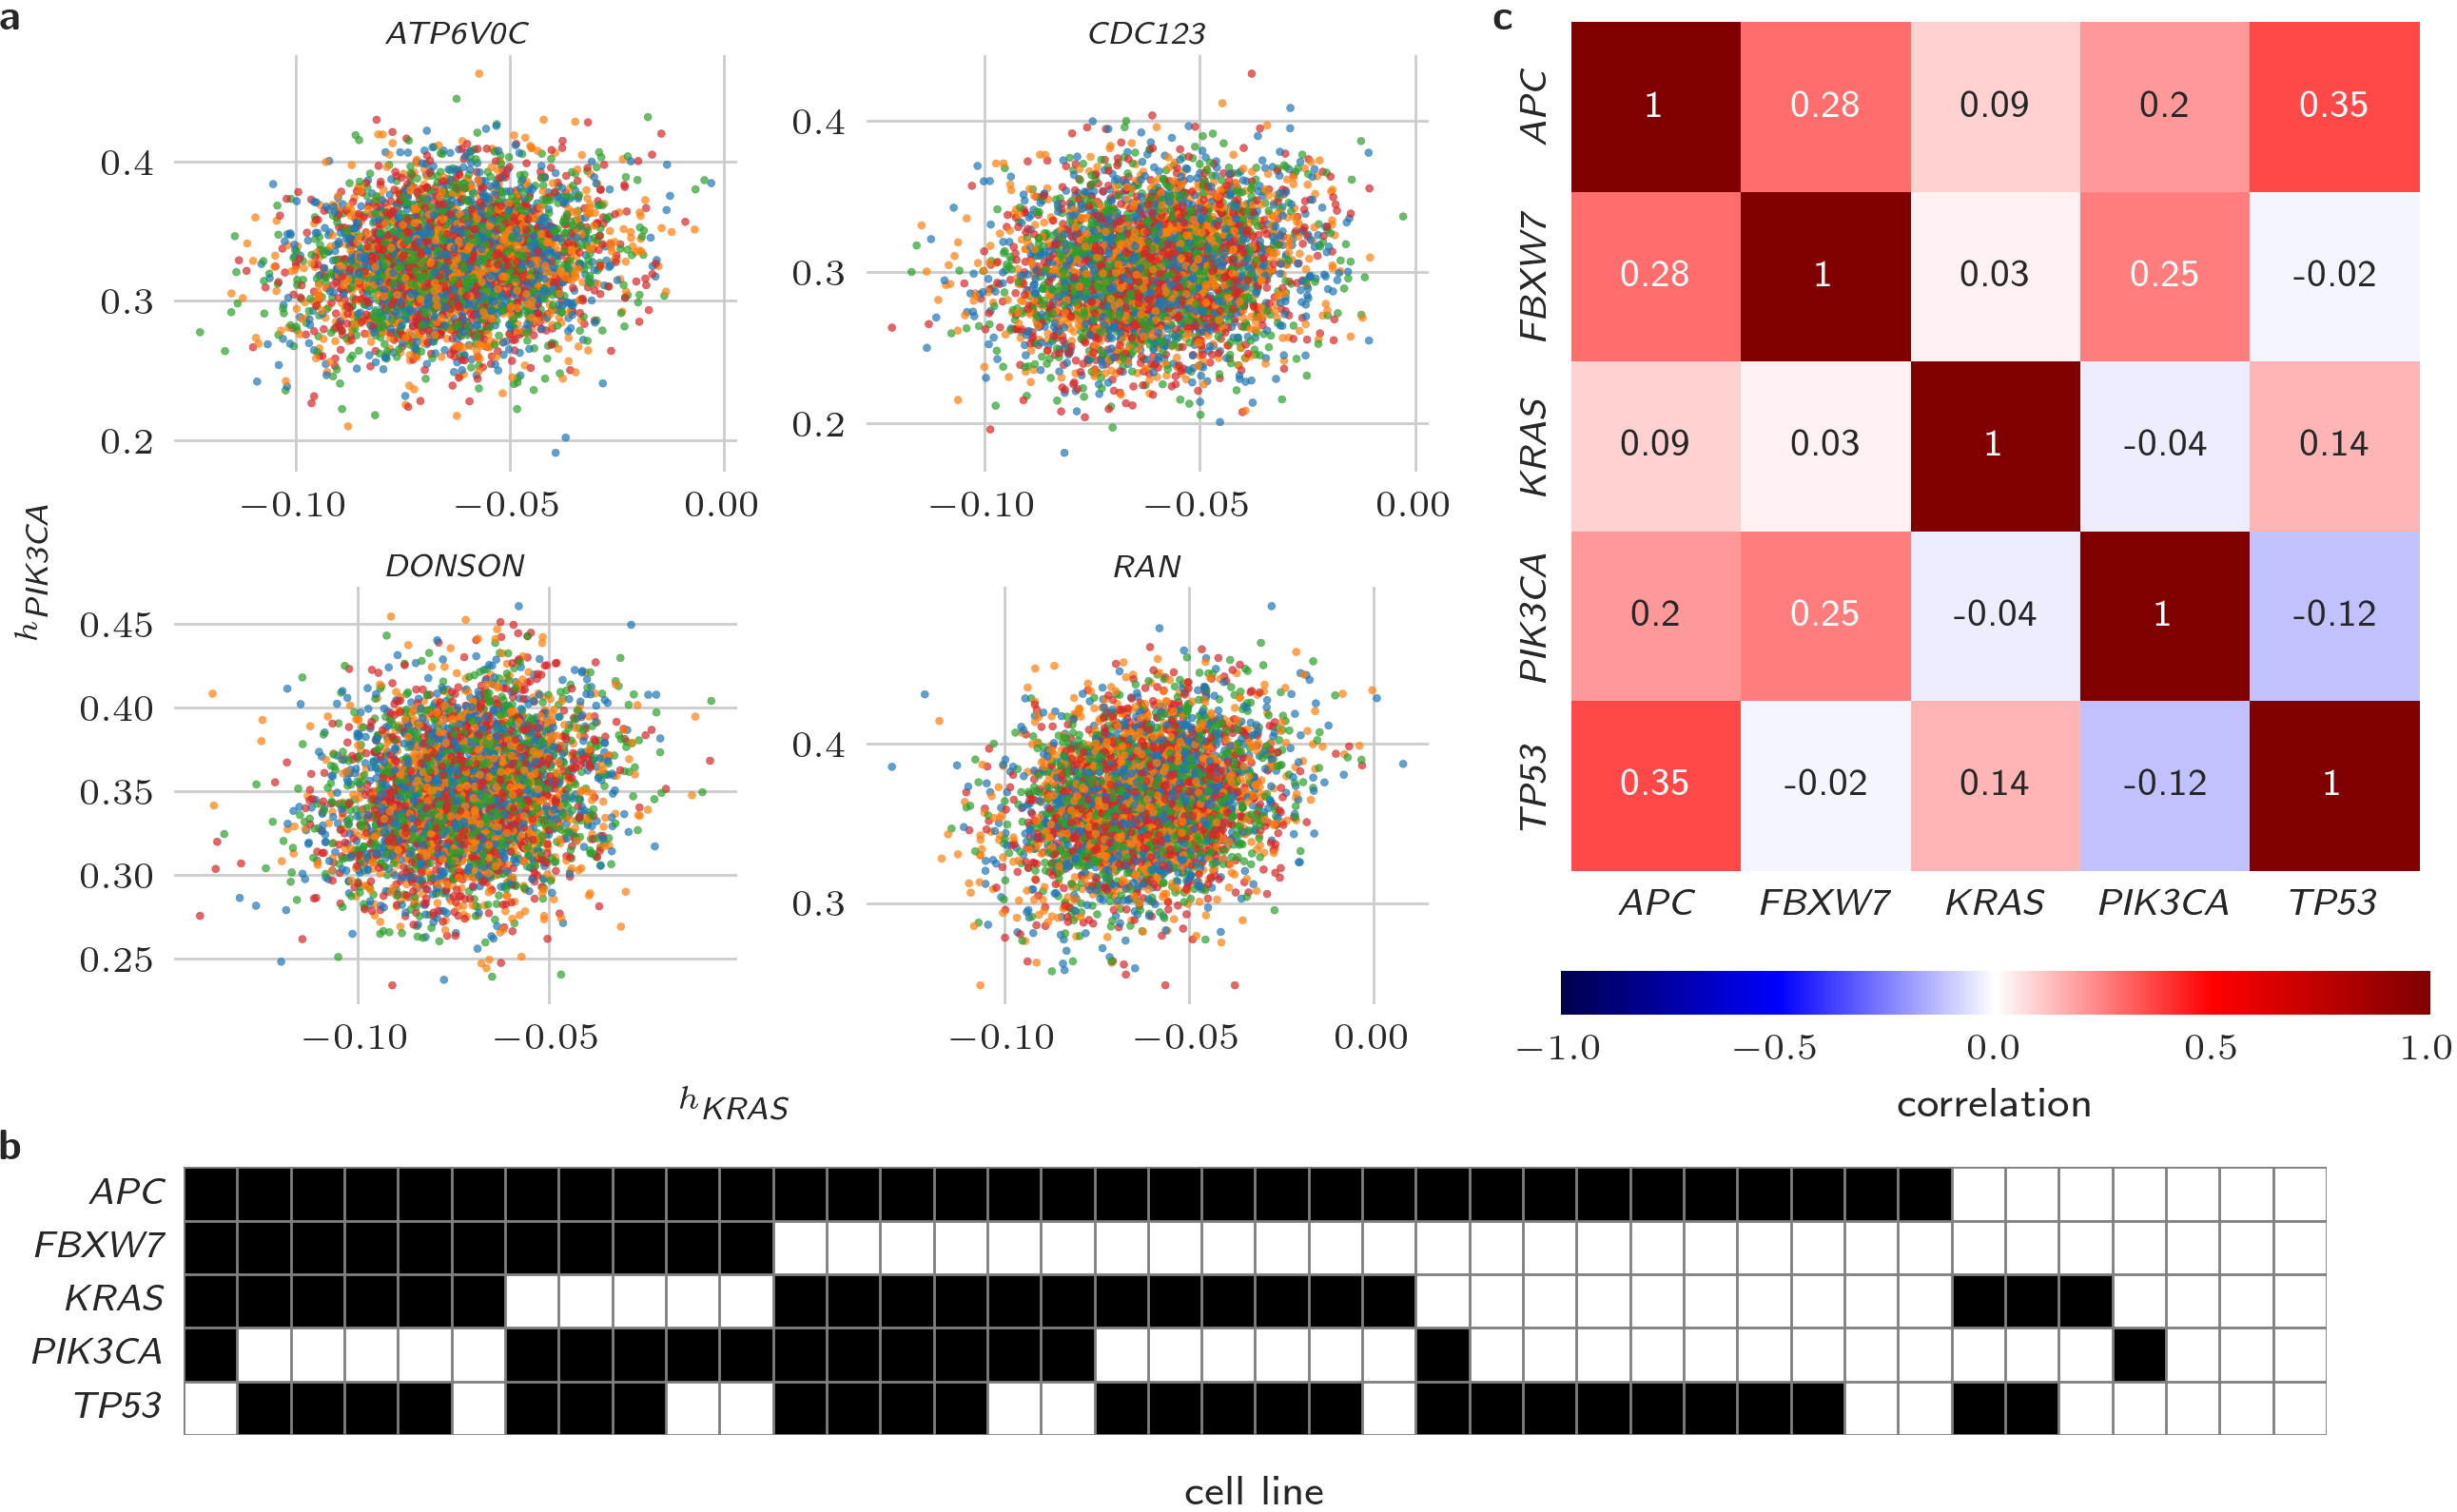 a
ATP6V0C
CDC123
0.4
0.3
0.2
−0.10 −0.05 0.00
0.4
0.3
0.2
−0.10 −0.05 0.00
hPIK3CA
DONSON
RAN
0.45
0.40
0.35
0.30
0.25
−0.10 −0.05
0.4
0.3
−0.10 −0.05 0.00
hKRAS
c
APC 1 0.28 0.09 0.2 0.35
FBXW7 0.28 1 0.03 0.25 -0.02
KRAS 0.09 0.03 1 -0.04 0.14
PIK3CA 0.2 0.25 -0.04 1 -0.12
TP53 0.35 -0.02 0.14 -0.12 1
APC FBXW7 KRAS PIK3CA TP53
−1.0 −0.5 0.0 0.5 1.0
correlation
b
APC
FBXW7
KRAS
PIK3CA
TP53
cell line